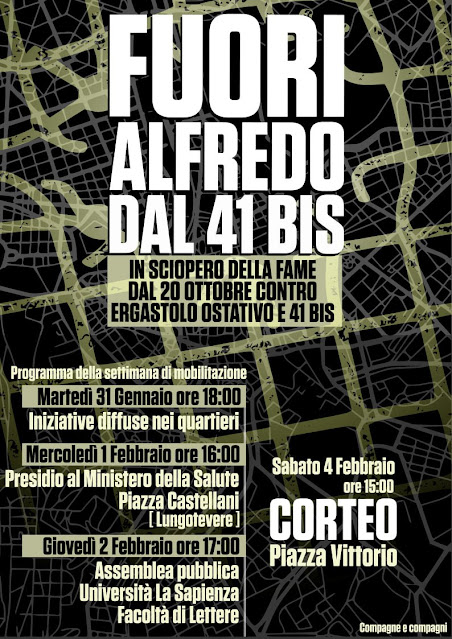 FUORI
ALFREDO
DAL 41 BIS
IN SCIOPERO DELLA FAME
DAL 20 OTTOBRE CONTRO
ERGASTOLO OSTATIVO E 41 BIS
Programma della settimana di mobilitazione
Martedì 31 Gennaio ore 18:00
Iniziative diffuse nei quartieri
Mercoledì 1 Febbraio ore 16:00
Presidio al Ministero della Salute
Piazza Castellani
[ Lungotevere ]
Giovedì 2 Febbraio ore 17:00
Assemblea pubblica
Università La Sapienza
Facoltà di Lettere
Sabato 4 Febbraio
ore 15:00
CORTEO
Piazza Vittorio
Compagne e compagni